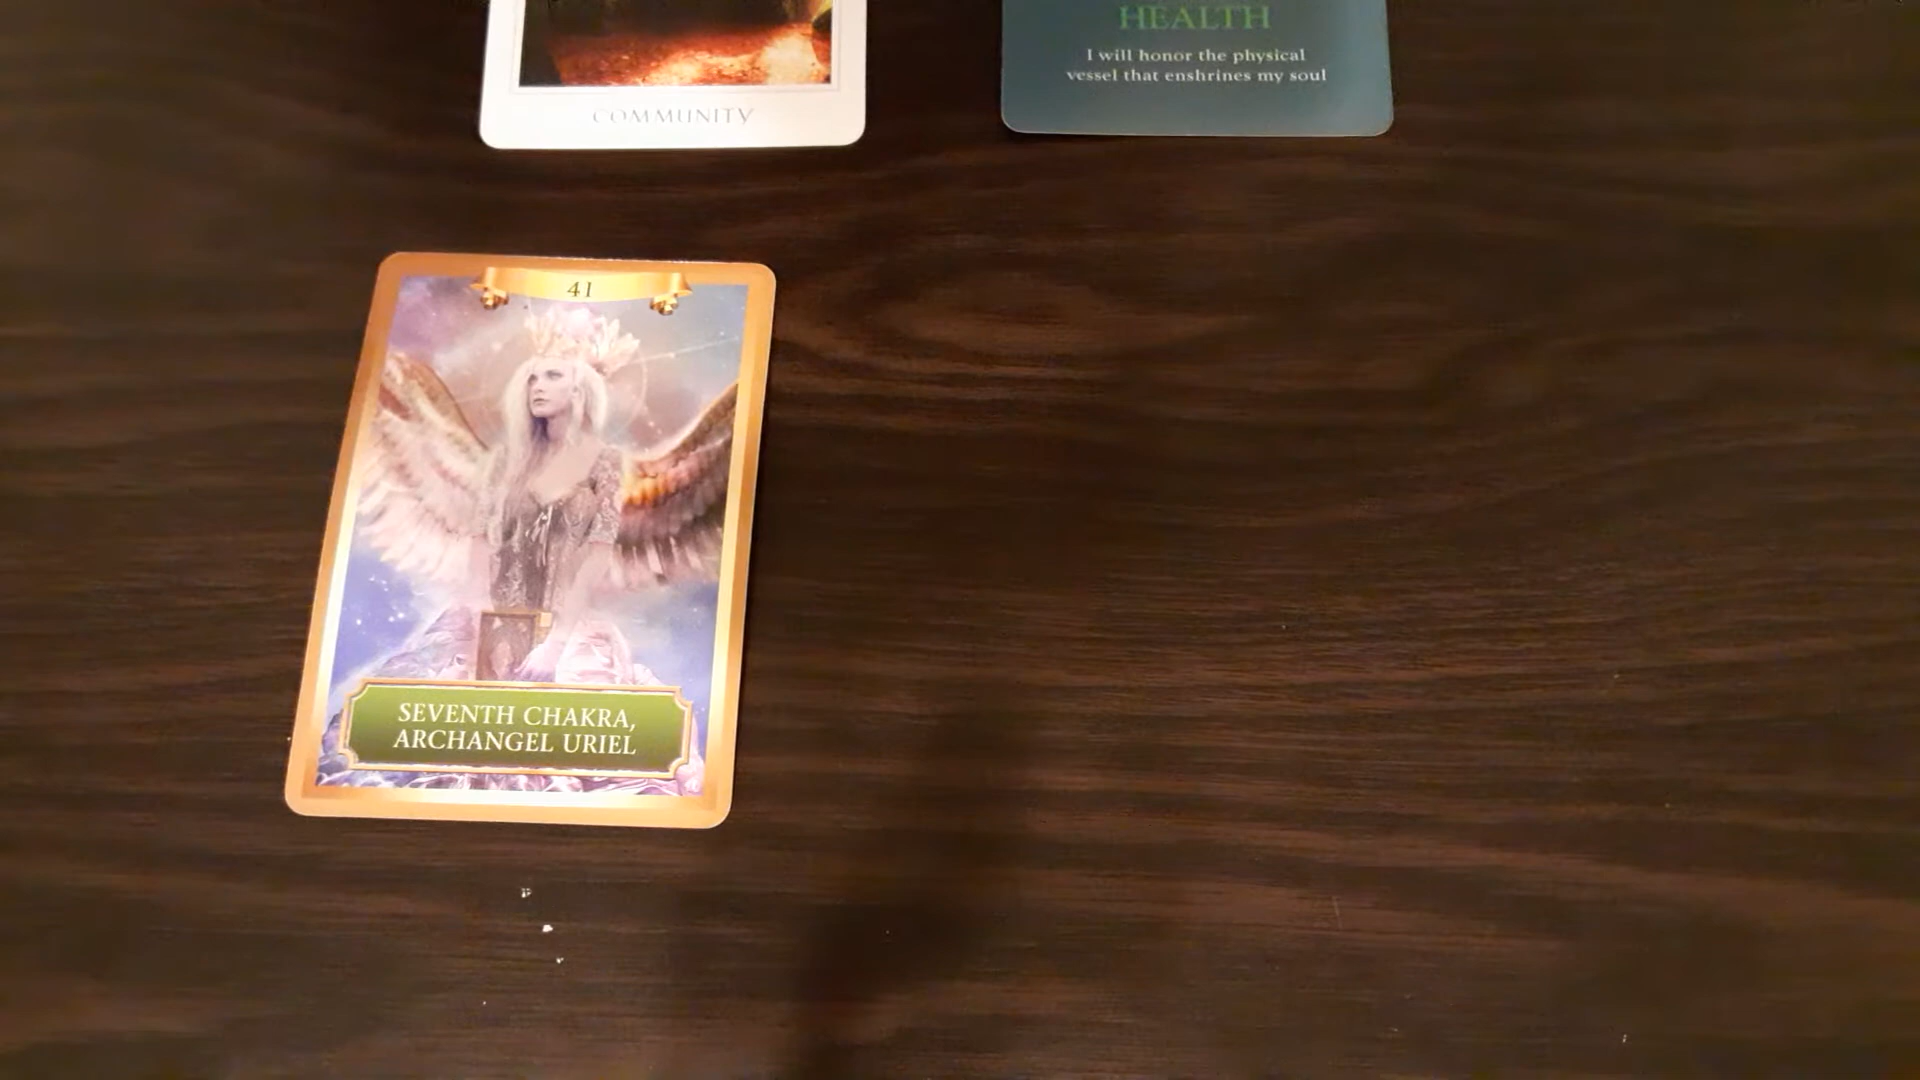 HEALTH
I will honor the physical
vessel that enshrines my soul
COMMUNITY
41
SEVENTH CHAKRA,
ARCHANGEL URIEL